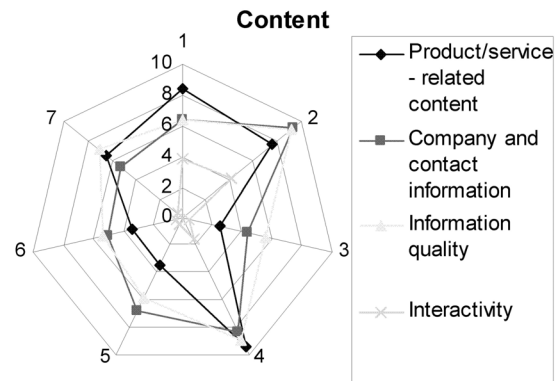 Content
1
10
8
6
4
2
0
2
3
4
5
6
7
Product/service
- related
content
Company and
contact
information
Information
quality
Interactivity